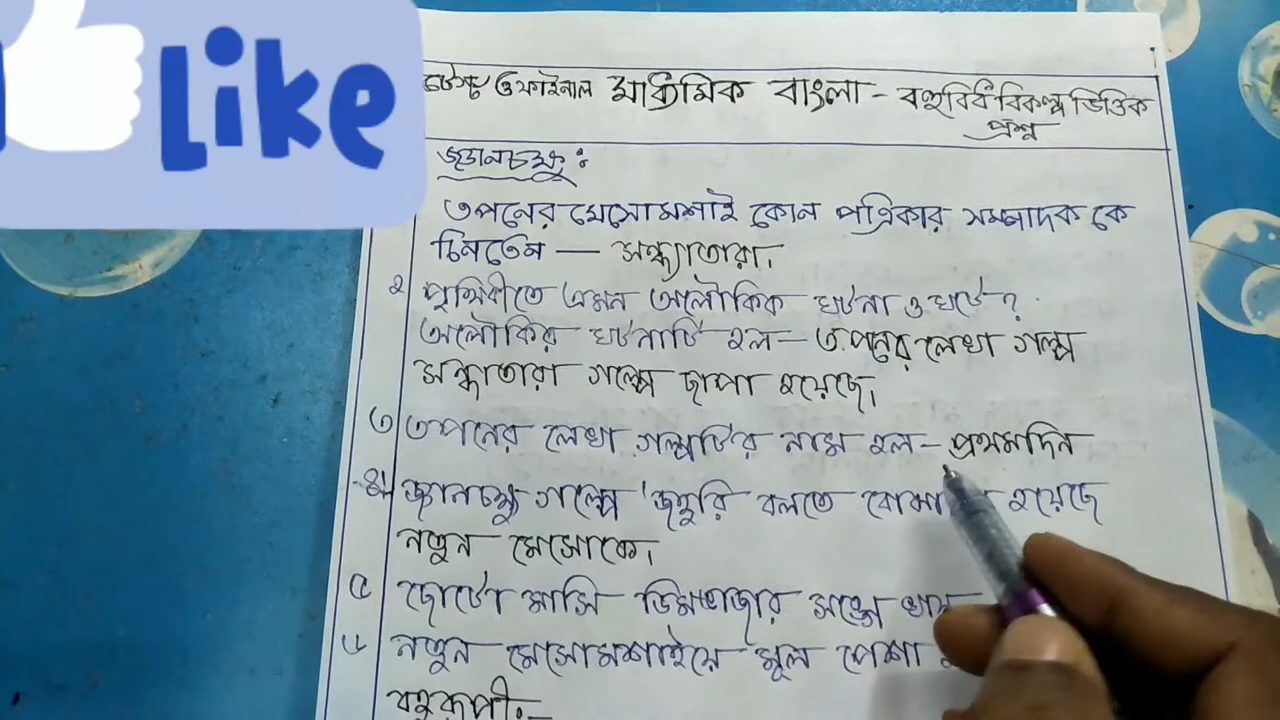 Like
টেস্ট ও ফাইনাল মাধ্যমিক বাংলা - বহুবিধ বিকল্প ভিত্তিক
প্রশ্ন
জ্ঞানচক্ষু :
তপনের মেসোমশাই কোন পত্রিকার সম্পাদক কে
চিনতেন — সন্ধ্যাতারা।
২ পৃথিবীতে এমন অলৌকিক ঘটনা ও ঘটে?
অলৌকির ঘটনাটি হল - তপনের লেখা গল্প
সন্ধাতারা গল্পে ছাপা হয়েছে।
৩ তপনের লেখা গল্পটির নাম হল - প্রথমদিন
৪ জ্ঞানচক্ষু গল্পে 'জহুরি বলতে হয়েছে
নতুন মেসোকে।
৫ ছোটো মাসি ডিমভাজার সঙ্গে
৬ নতুন মেসোমশাইয়ে মূল পেশা
বহুরূপী:-